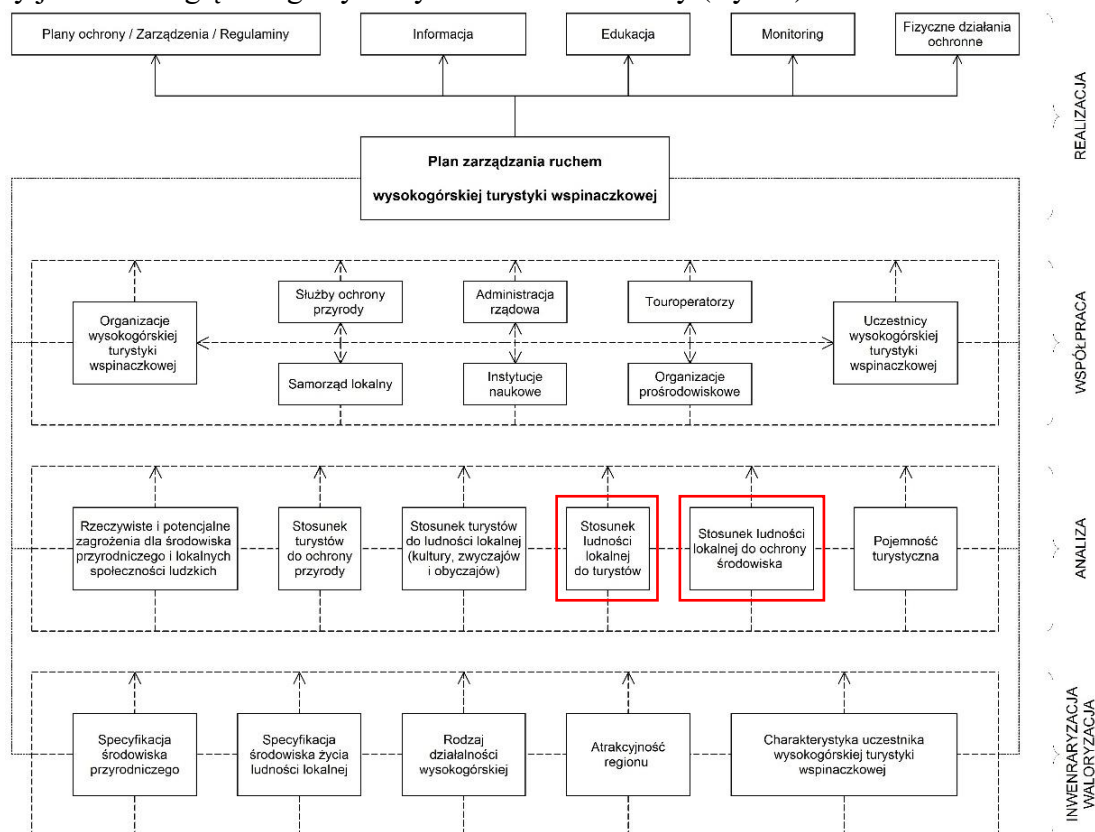 Plany ochrony / Zarządzenia / Regulaminy
Informacja
Edukacja
Monitoring
Fizyczne działania
ochronne
REALIZACJA
Plan zarządzania ruchem
wysokogórskiej turystyki wspinaczkowej
Organizacje
wysokogórskiej
turystyki
wspinaczkowej
Służby ochrony
przyrody
Administracja
rządowa
Touroperatorzy
Uczestnicy
wysokogórskiej
turystyki
wspinaczkowej
Samorząd lokalny
Instytucje
naukowe
Organizacje
prośrodowiskowe
WSPÓŁPRACA
Rzeczywiste i potencjalne
zagrożenia dla środowiska
przyrodniczego i lokalnych
społeczności ludzkich
Stosunek
turystów
do ochrony
przyrody
Stosunek turystów
do ludności lokalnej
(kultury, zwyczajów
i obyczajów)
Stosunek
ludności
lokalnej
do turystów
Stosunek ludności
lokalnej do ochrony
środowiska
Pojemność
turystyczna
ANALIZA
Specyfikacja
środowiska
przyrodniczego
Specyfikacja
środowiska życia
ludności lokalnej
Rodzaj
działalności
wysokogórskiej
Atrakcyjność
regionu
Charakterystyka uczestnika
wysokogórskiej turystyki
wspinaczkowej
INWENRARYZACJA
WALORYZACJA